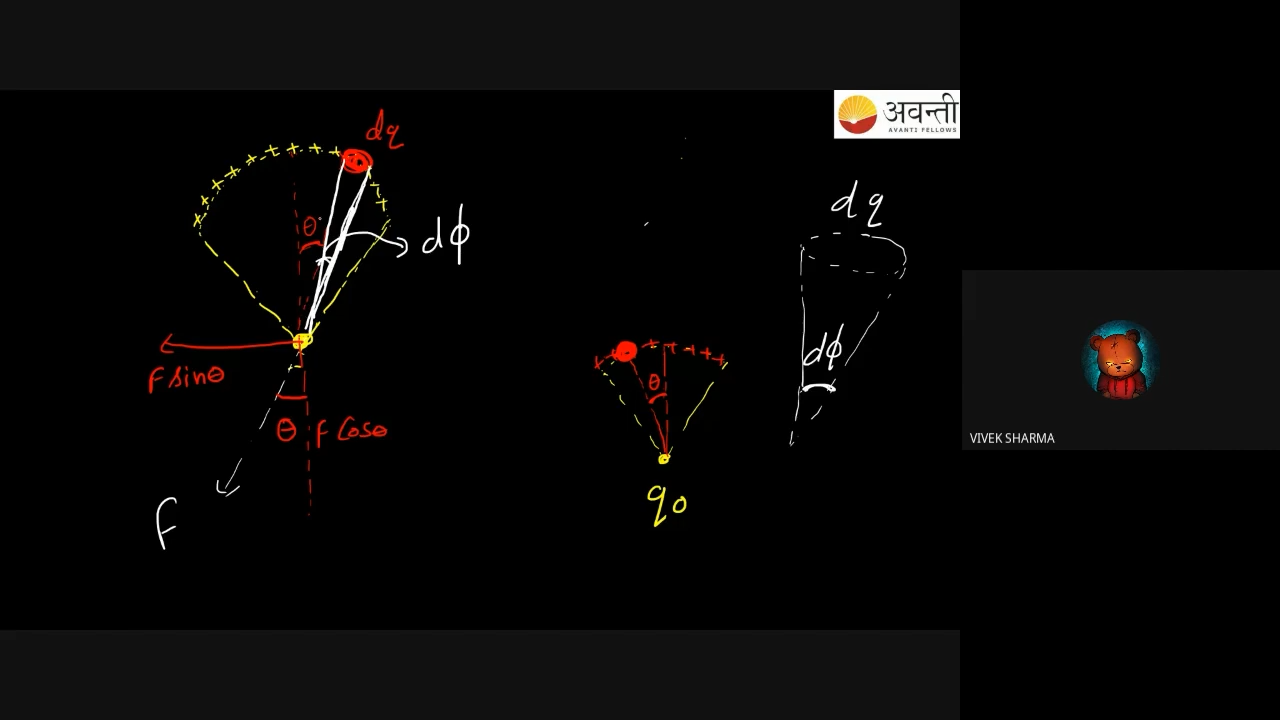 dq
अवन्ती
AVANTI FELLOWS
dq
θ
dφ
F sinθ
θ
F Cosθ
F
θ
q₀
dφ
VIVEK SHARMA